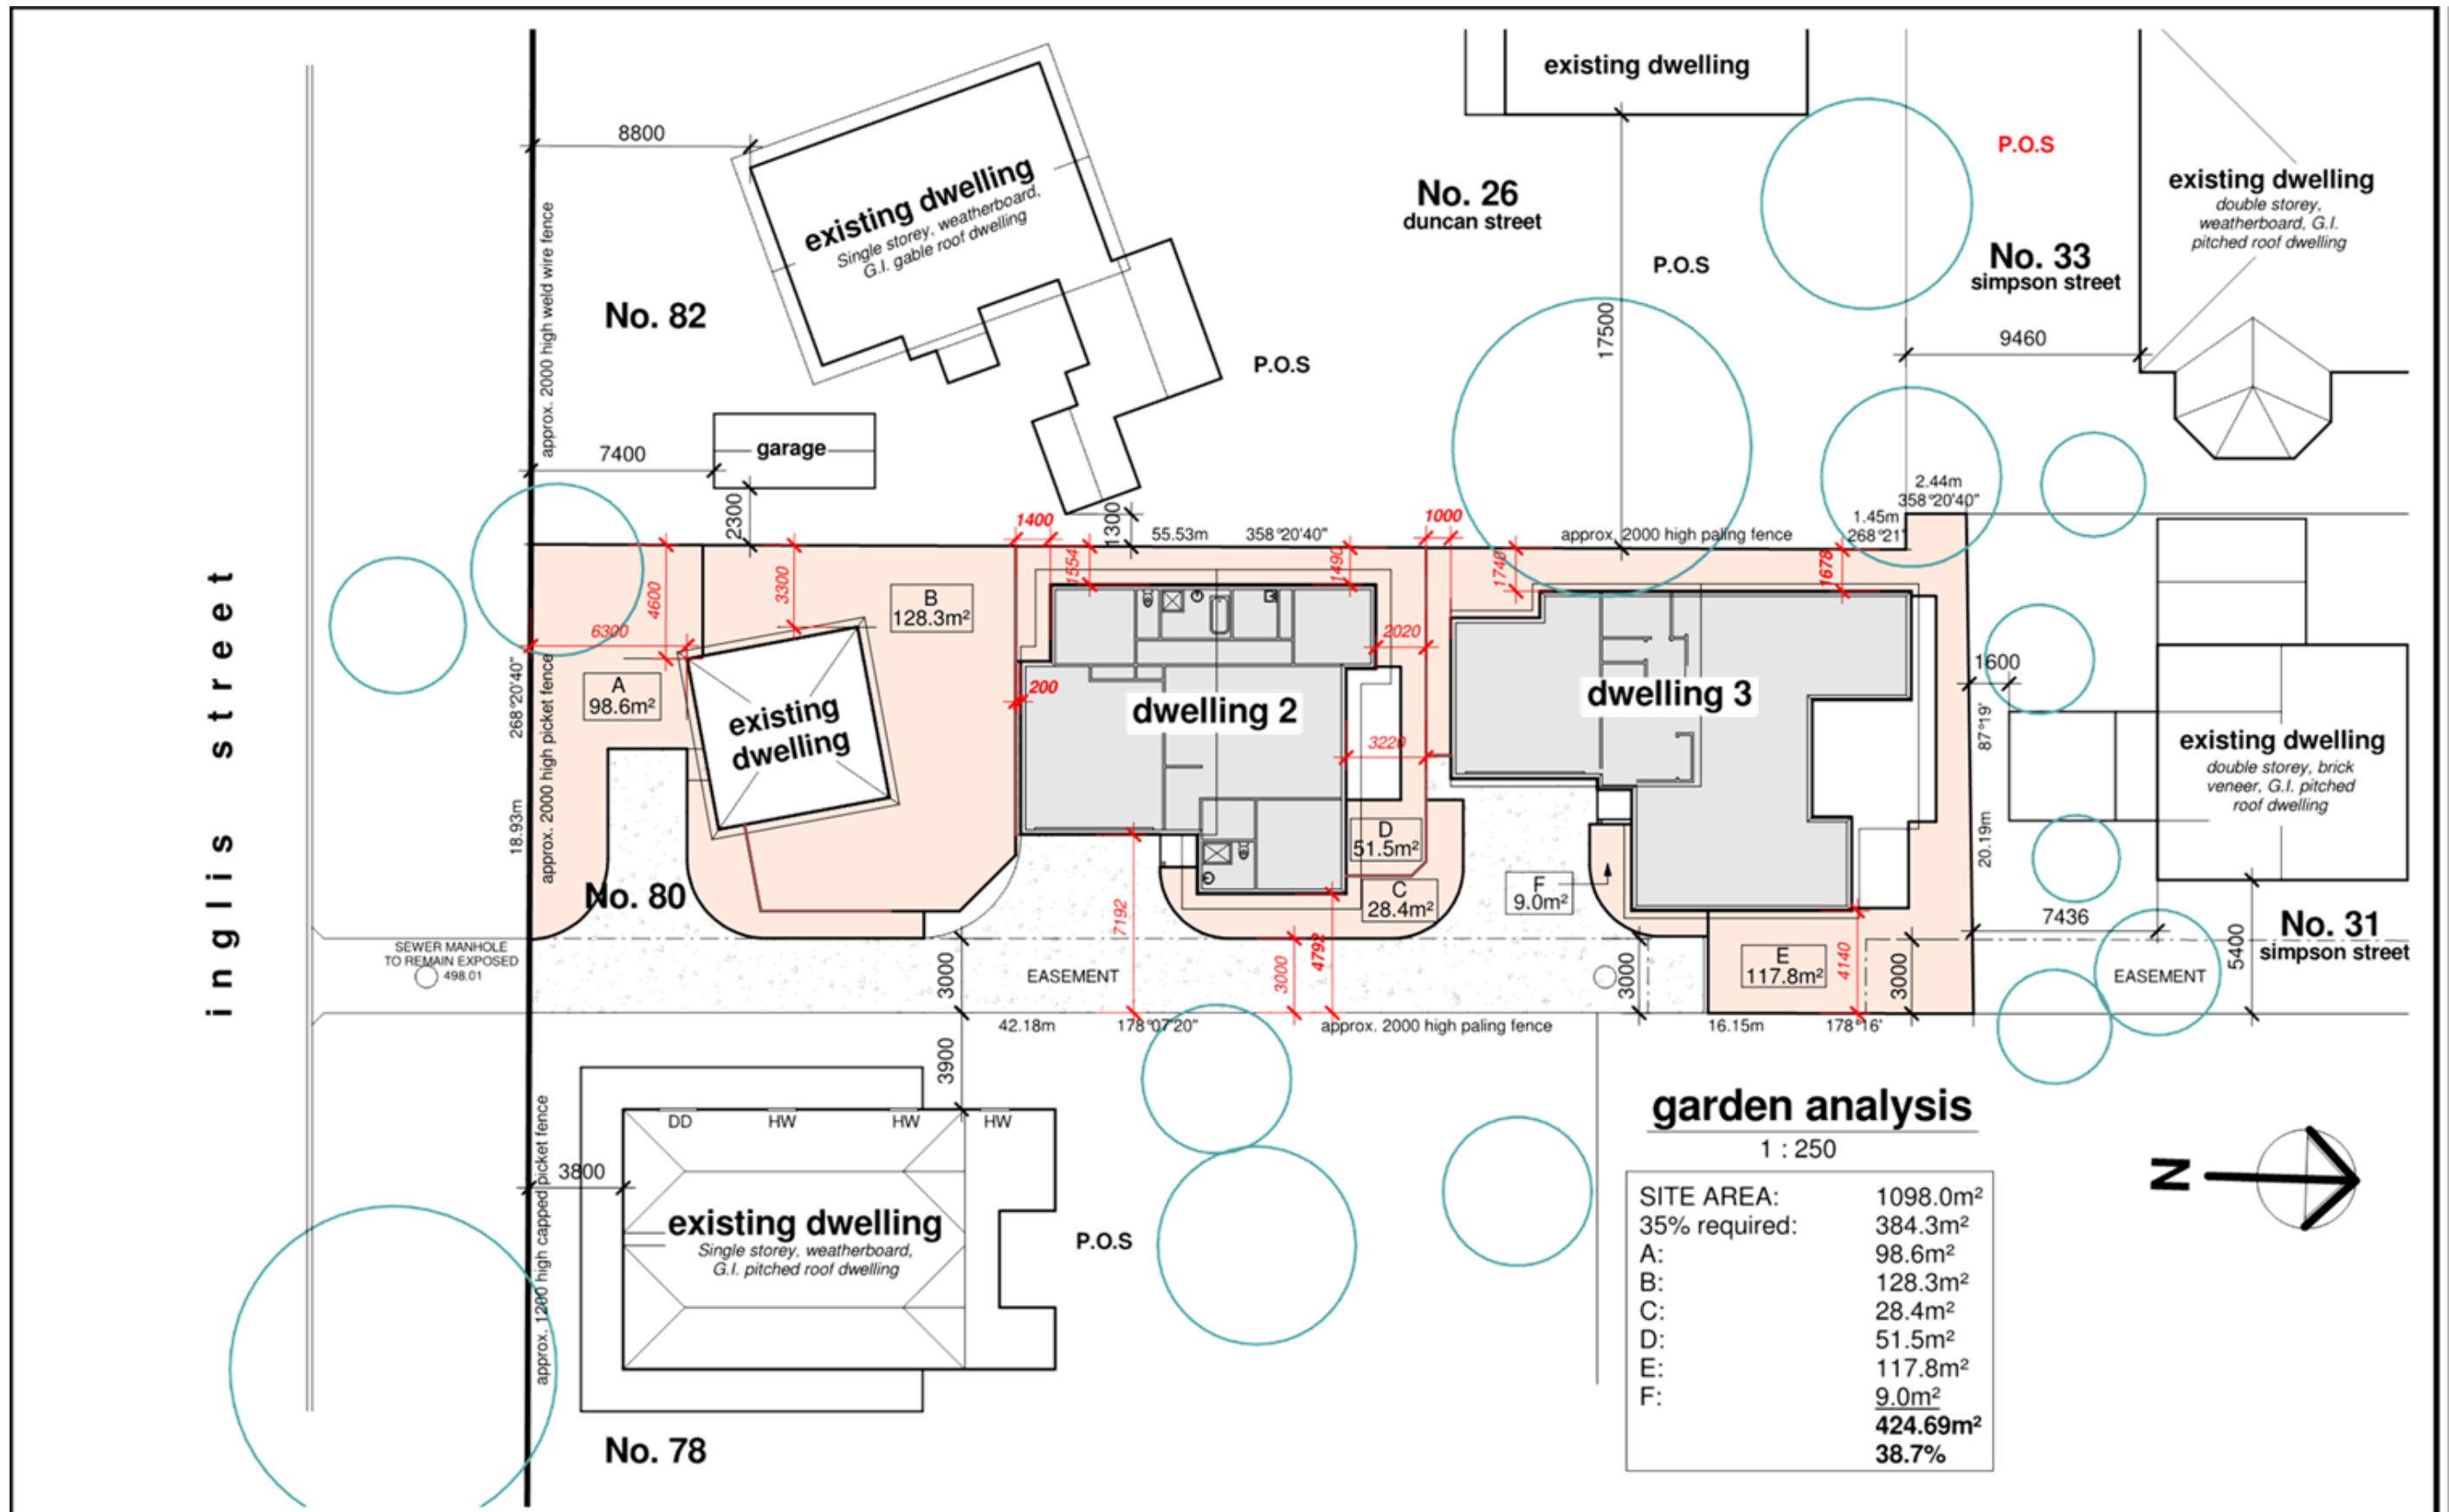 existing dwelling
8800
P.O.S
existing dwelling
Single storey, weatherboard,
G.I. gable roof dwelling
No. 26
duncan street
existing dwelling
double storey,
weatherboard, G.I.
pitched roof dwelling
approx. 2000 high weld wire fence
P.O.S
No. 33
simpson street
No. 82
17500
9460
P.O.S
garage
7400
2300
1300
1400
1000
55.53m
358°20'40"
approx. 2000 high paling fence
2.44m
358°20'40"
1.45m
268°21'
1554
1490
1740
1678
4600
3300
B
128.3m²
6300
2020
inglis street
268°20'40"
18.93m
approx. 2000 high picket fence
A
98.6m²
existing
dwelling
200
dwelling 2
dwelling 3
3220
1600
87°19'
20.19m
existing dwelling
double storey, brick
veneer, G.I. pitched
roof dwelling
D
51.5m²
C
28.4m²
F
9.0m²
No. 80
7192
4792
3000
7436
5400
No. 31
simpson street
SEWER MANHOLE
TO REMAIN EXPOSED
498.01
3000
EASEMENT
3000
E
117.8m²
4140
3000
EASEMENT
42.18m
178°07'20"
approx. 2000 high paling fence
16.15m
178°16'
3900
approx. 1200 high capped picket fence
DD
HW
HW
HW
3800
existing dwelling
Single storey, weatherboard,
G.I. pitched roof dwelling
P.O.S
No. 78
garden analysis
1 : 250
N
SITE AREA: 1098.0m²
35% required: 384.3m²
A: 98.6m²
B: 128.3m²
C: 28.4m²
D: 51.5m²
E: 117.8m²
F: 9.0m²
424.69m²
38.7%